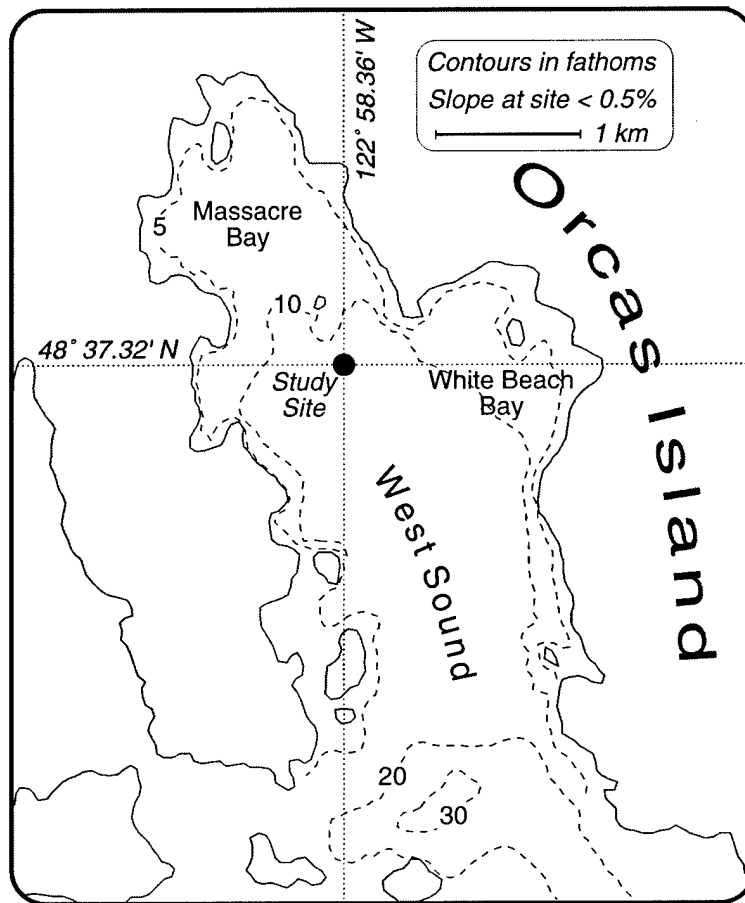 Contours in fathoms
Slope at site < 0.5%
1 km
122° 58.36' W
Orcas Island
Massacre
Bay
5
10
48° 37.32' N
Study
Site
White Beach
Bay
West Sound
20
30